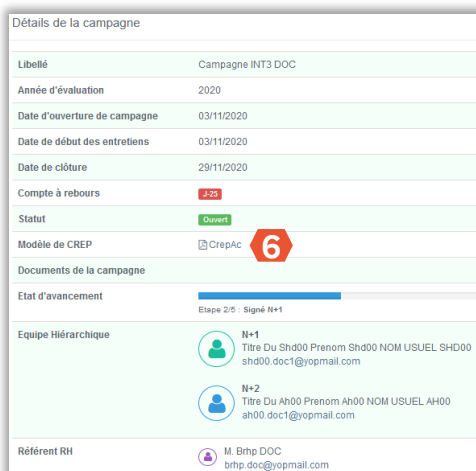 Détails de la campagne
Libellé Campagne INT3 DOC
Année d'évaluation 2020
Date d'ouverture de campagne 03/11/2020
Date de début des entretiens 03/11/2020
Date de clôture 29/11/2020
Compte à rebours J-25
Statut Ouvert
Modèle de CREP CrepAc 6
Documents de la campagne
Etat d'avancement
Etape 2/5 : Signé N+1
Equipe Hiérarchique N+1
Titre Du Shd00 Prenom Shd00 NOM USUEL SHD00
shd00.doc1@yopmail.com
N+2
Titre Du Ah00 Prenom Ah00 NOM USUEL AH00
ah00.doc1@yopmail.com
Référent RH M. Brhp DOC
brhp.doc@yopmail.com